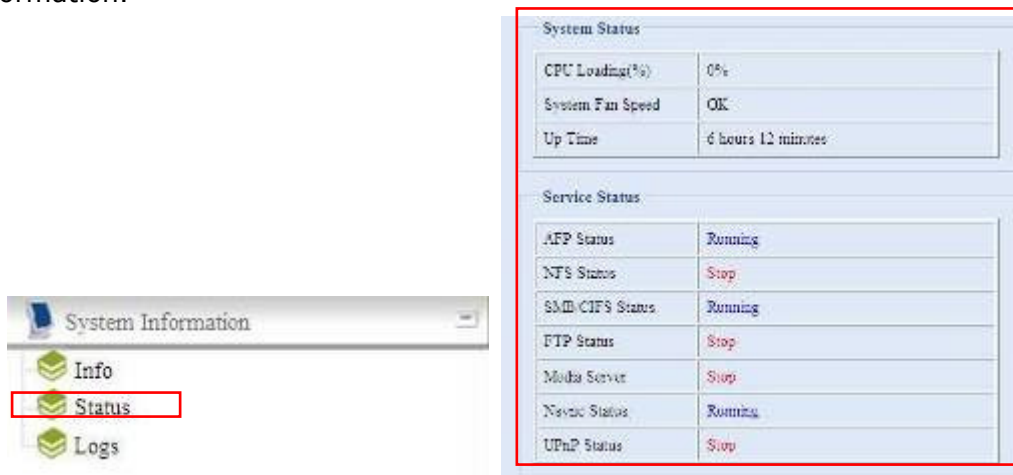 ormation.
System Information
Info
Status
Logs
System Status
CPU Loading(%) 0%
System Fan Speed OK
Up Time 6 hours 12 minutes
Service Status
AFP Status Running
NFS Status Stop
SMB/CIFS Status Running
FTP Status Stop
Media Server Stop
Nsync Status Running
UPnP Status Stop